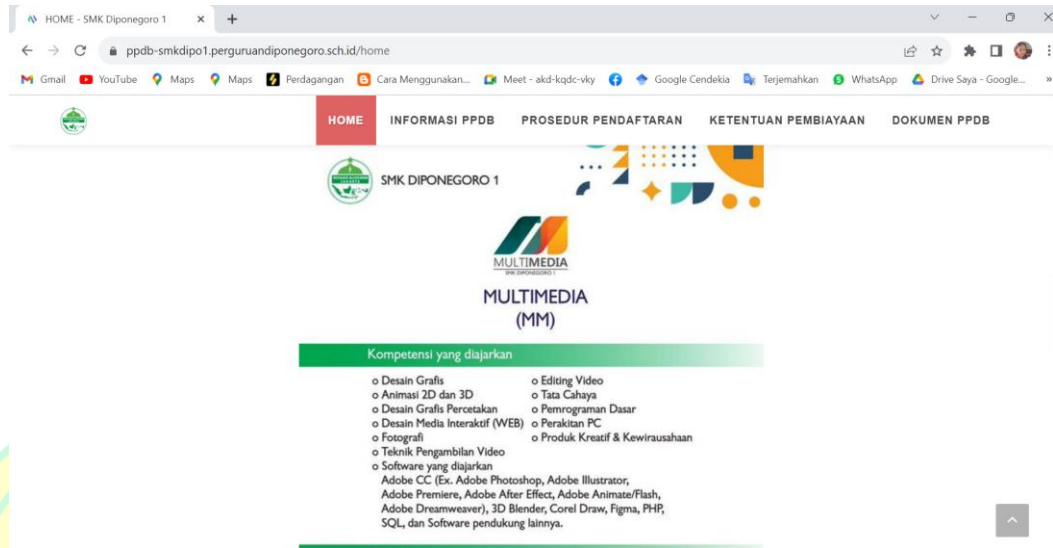 HOME - SMK Diponegoro 1
ppdb-smkdipo1.perguruandiponegoro.sch.id/home
Gmail YouTube Maps Maps Perdagangan Cara Menggunakan... Meet - akd-kqdc-vky Google Cendekia Terjemahkan WhatsApp Drive Saya - Google...
HOME INFORMASI PPDB PROSEDUR PENDAFTARAN KETENTUAN PEMBIAYAAN DOKUMEN PPDB
SMK DIPONEGORO 1
MULTIMEDIA
SMK DIPONEGORO 1
MULTIMEDIA
(MM)
Kompetensi yang diajarkan
o Desain Grafis
o Animasi 2D dan 3D
o Desain Grafis Percetakan
o Desain Media Interaktif (WEB)
o Fotografi
o Teknik Pengambilan Video
o Software yang diajarkan
Adobe CC (Ex. Adobe Photoshop, Adobe Illustrator,
Adobe Premiere, Adobe After Effect, Adobe Animate/Flash,
Adobe Dreamweaver), 3D Blender, Corel Draw, Figma, PHP,
SQL, dan Software pendukung lainnya.
o Editing Video
o Tata Cahaya
o Pemrograman Dasar
o Perakitan PC
o Produk Kreatif & Kewirausahaan